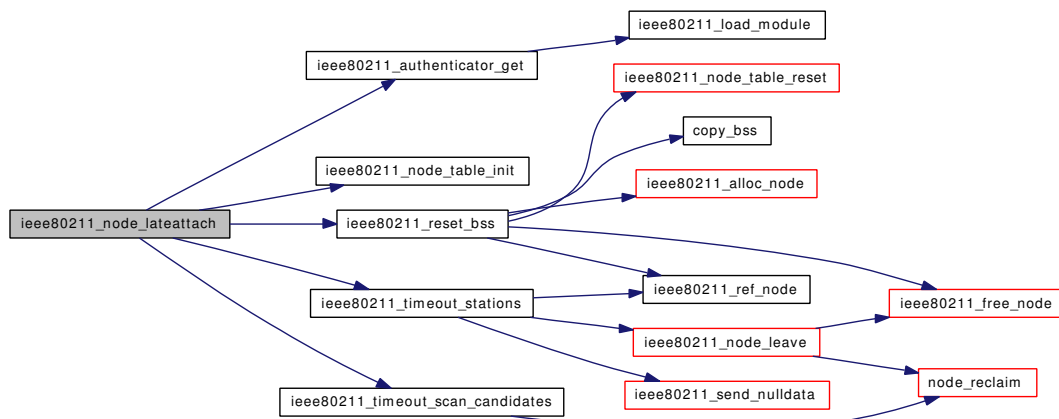 ieee80211_load_module
ieee80211_authenticator_get
ieee80211_node_table_reset
copy_bss
ieee80211_node_table_init
ieee80211_alloc_node
ieee80211_node_lateattach
ieee80211_reset_bss
ieee80211_ref_node
ieee80211_timeout_stations
ieee80211_free_node
ieee80211_node_leave
node_reclaim
ieee80211_send_nulldata
ieee80211_timeout_scan_candidates